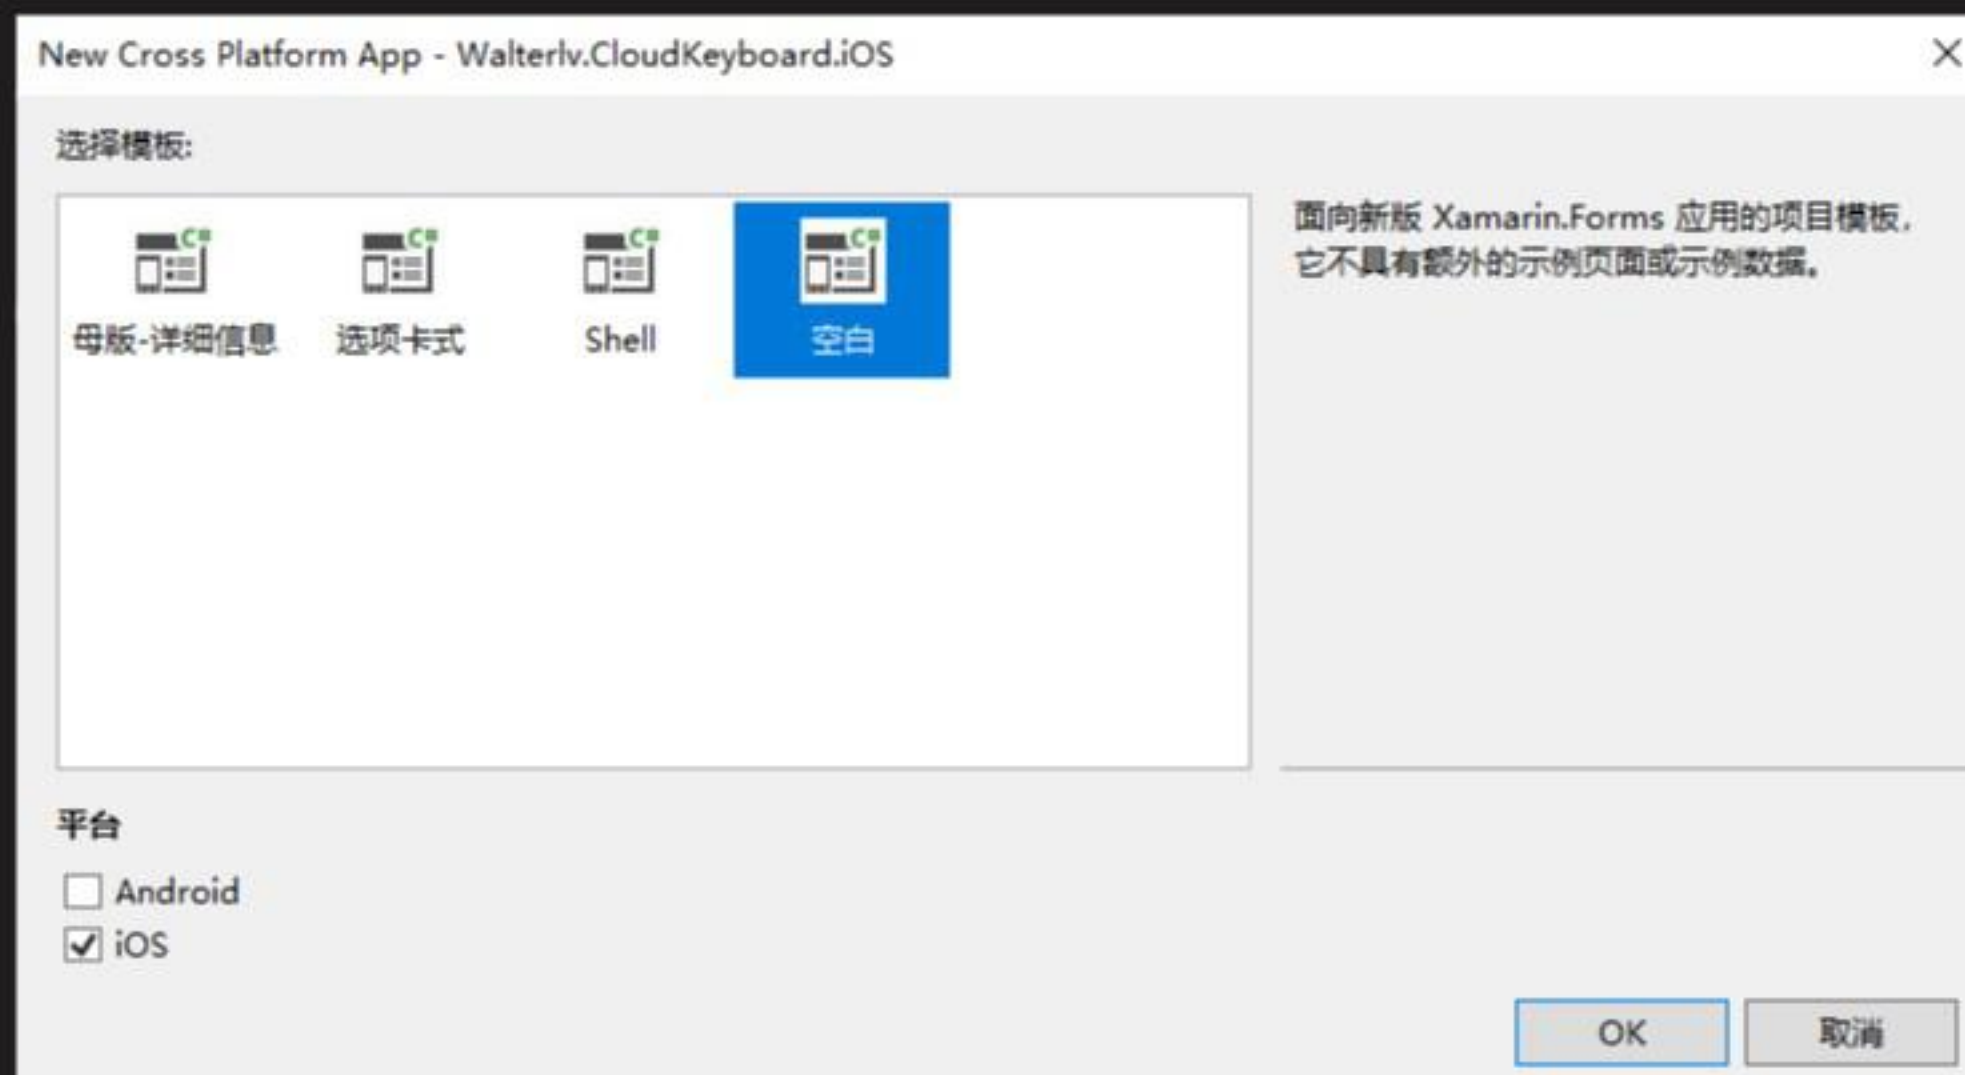 New Cross Platform App - Walterlv.CloudKeyboard.iOS
选择模板:
母版-详细信息
选项卡式
Shell
空白
面向新版 Xamarin.Forms 应用的项目模板,
它不具有额外的示例页面或示例数据。
平台
Android
iOS
OK
取消